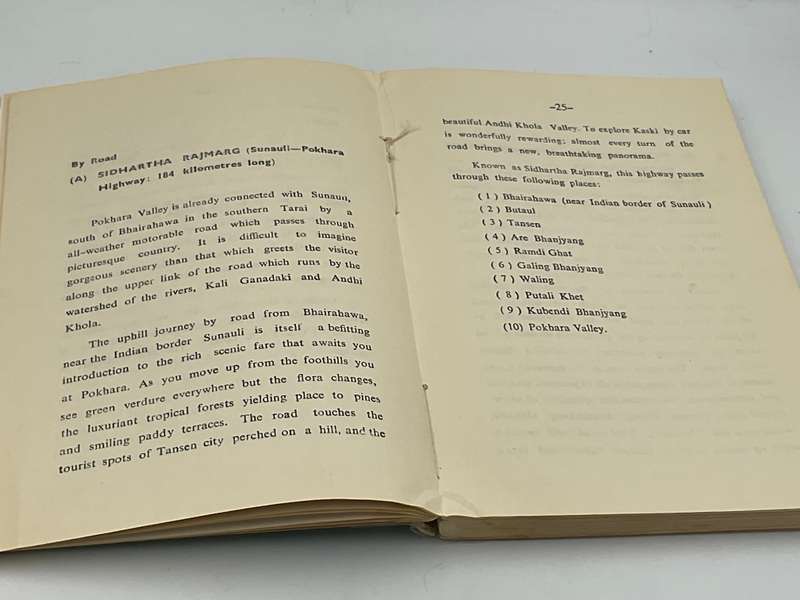 By Road
(A) SIDHARTHA RAJMARG (Sunauli—Pokhara
Highway: 184 kilometres long)
Pokhara Valley is already connected with Sunauli,
south of Bhairahawa in the southern Tarai by a
all-weather motorable road which passes through
picturesque country. It is difficult to imagine
gorgeous scenery than that which greets the visitor
along the upper link of the road which runs by the
watershed of the rivers, Kali Ganadaki and Andhi
Khola.
The uphill journey by road from Bhairahawa,
near the Indian border Sunauli is itself a befitting
introduction to the rich scenic fare that awaits you
at Pokhara. As you move up from the foothills you
see green verdure everywhere but the flora changes,
the luxuriant tropical forests yielding place to pines
and smiling paddy terraces. The road touches the
tourist spots of Tansen city perched on a hill, and the
–25–
beautiful Andhi Khola Valley. To explore Kaski by car
is wonderfully rewarding; almost every turn of the
road brings a new, breathtaking panorama.
Known as Sidhartha Rajmarg, this highway passes
through these following places:
( 1 ) Bhairahawa (near Indian border of Sunauli )
( 2 ) Butaul
( 3 ) Tansen
( 4 ) Are Bhanjyang
( 5 ) Ramdi Ghat
( 6 ) Galing Bhanjyang
( 7 ) Waling
( 8 ) Putali Khet
( 9 ) Kubendi Bhanjyang
(10) Pokhara Valley.